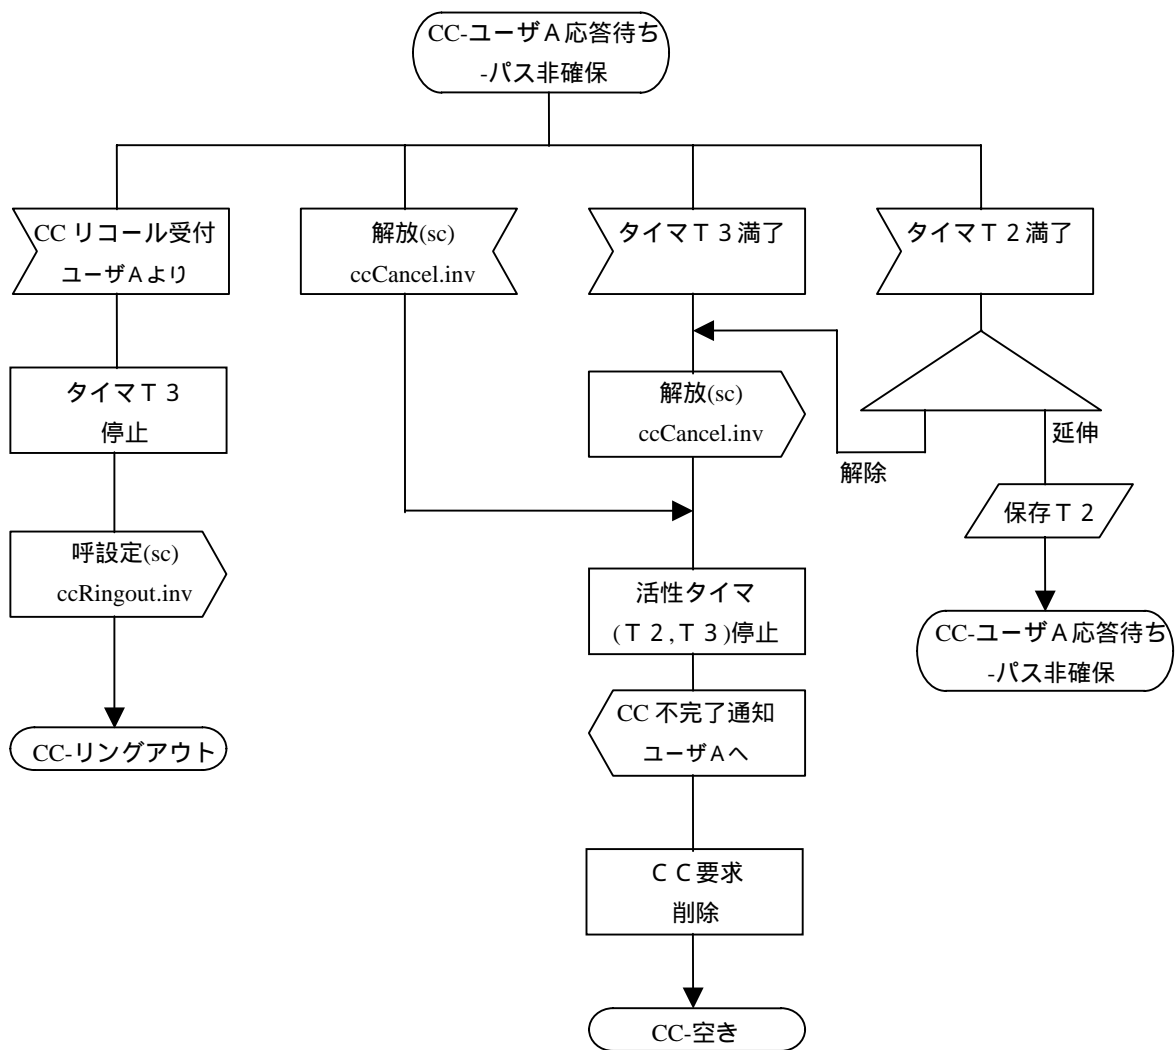 CC-ユーザA応答待ち
-パス非確保
CC リコール受付
ユーザAより
解放(sc)
ccCancel.inv
タイマT3満了
タイマT2満了
タイマT3
停止
解放(sc)
ccCancel.inv
解除
延伸
保存T2
呼設定(sc)
ccRingout.inv
活性タイマ
(T2,T3)停止
CC-ユーザA応答待ち
-パス非確保
CC-リングアウト
CC 不完了通知
ユーザAへ
CC要求
削除
CC-空き